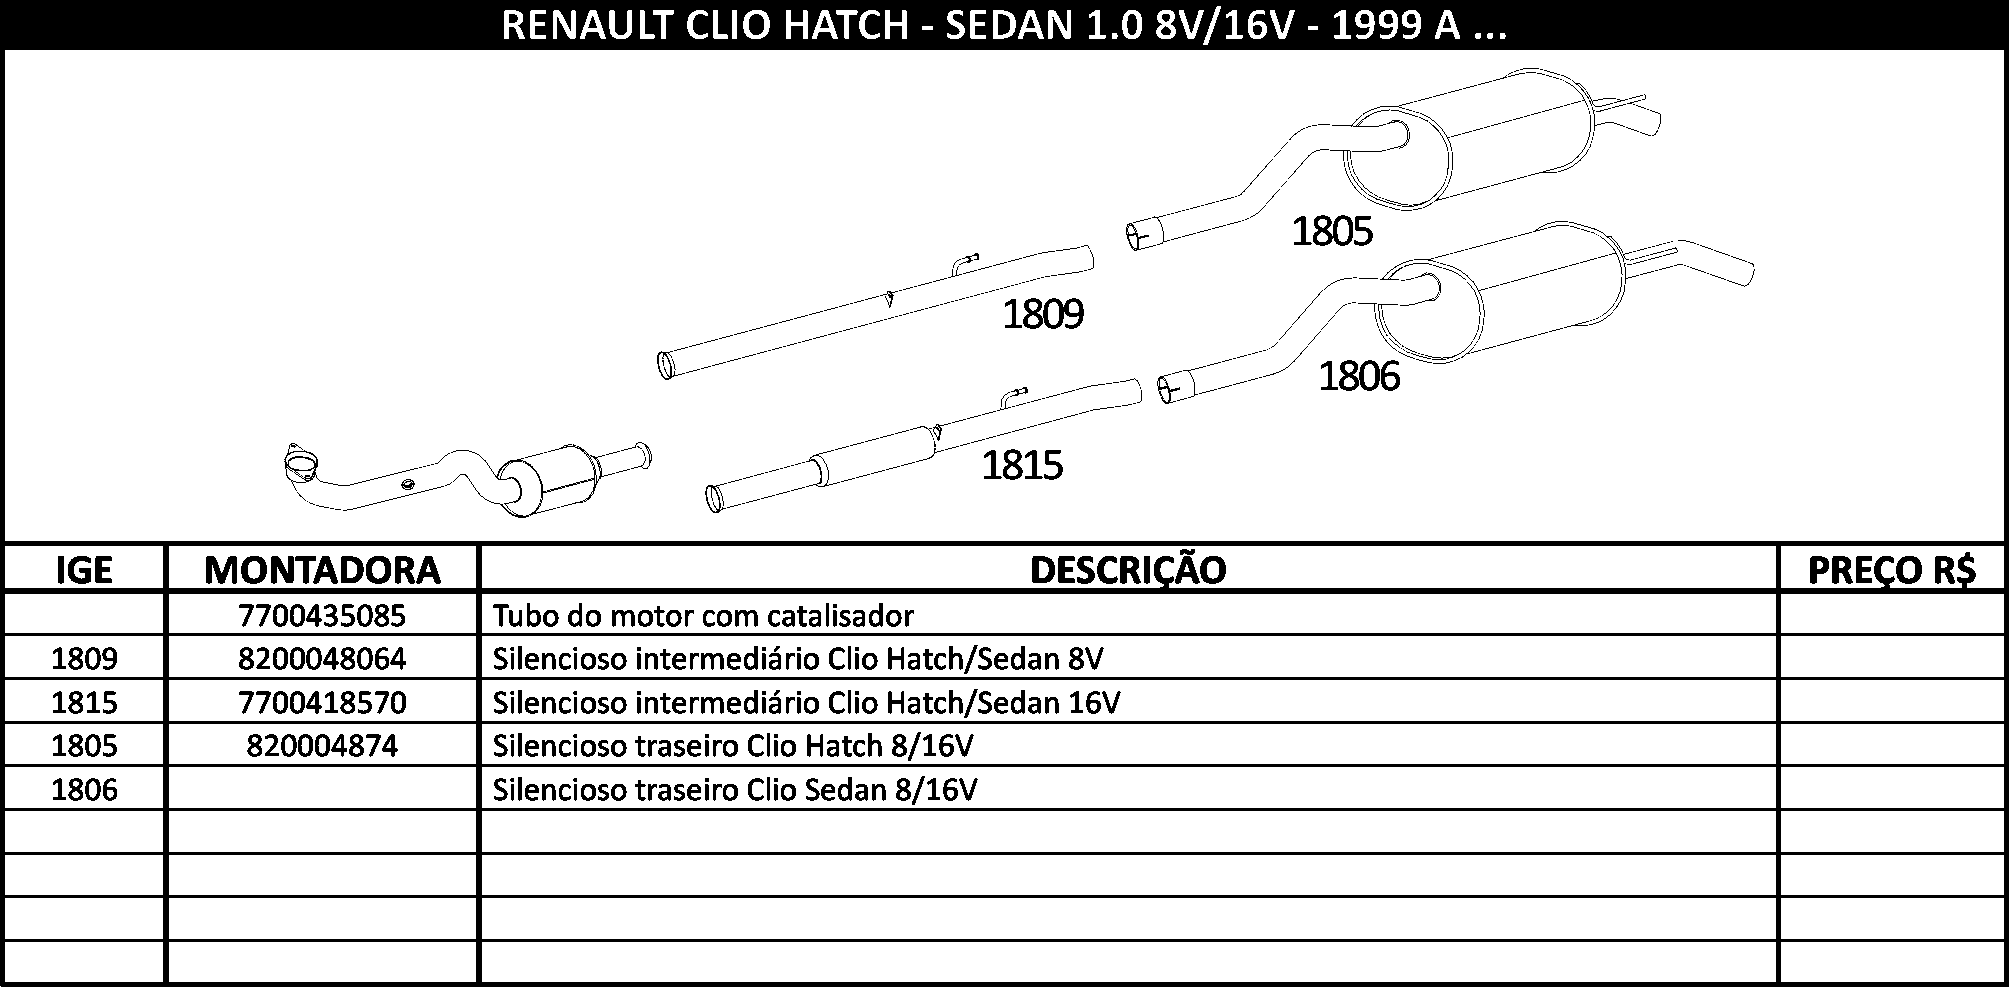 RENAULT CLIO HATCH - SEDAN 1.0 8V/16V - 1999 A ...
1805
1809
1806
1815
IGE MONTADORA DESCRIÇÃO PREÇO R$
7700435085 Tubo do motor com catalisador
1809 8200048064 Silencioso intermediário Clio Hatch/Sedan 8V
1815 7700418570 Silencioso intermediário Clio Hatch/Sedan 16V
1805 820004874 Silencioso traseiro Clio Hatch 8/16V
1806 Silencioso traseiro Clio Sedan 8/16V